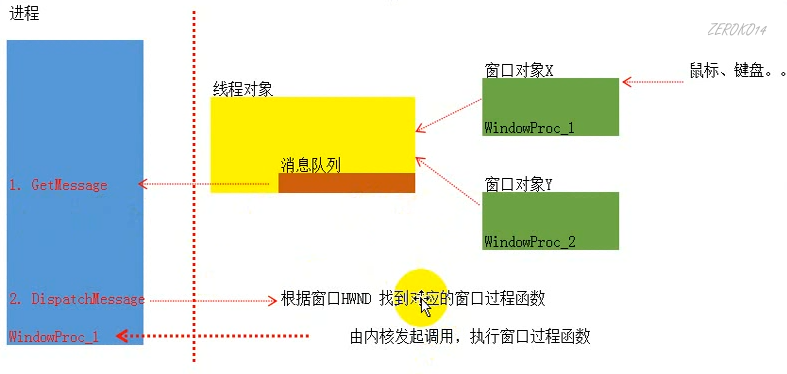 进程
ZEROKO14
窗口对象X
鼠标、键盘。。
线程对象
WindowProc_1
消息队列
1. GetMessage
窗口对象Y
WindowProc_2
2. DispatchMessage
根据窗口HWND 找到对应的窗口过程函数
WindowProc_1
由内核发起调用，执行窗口过程函数